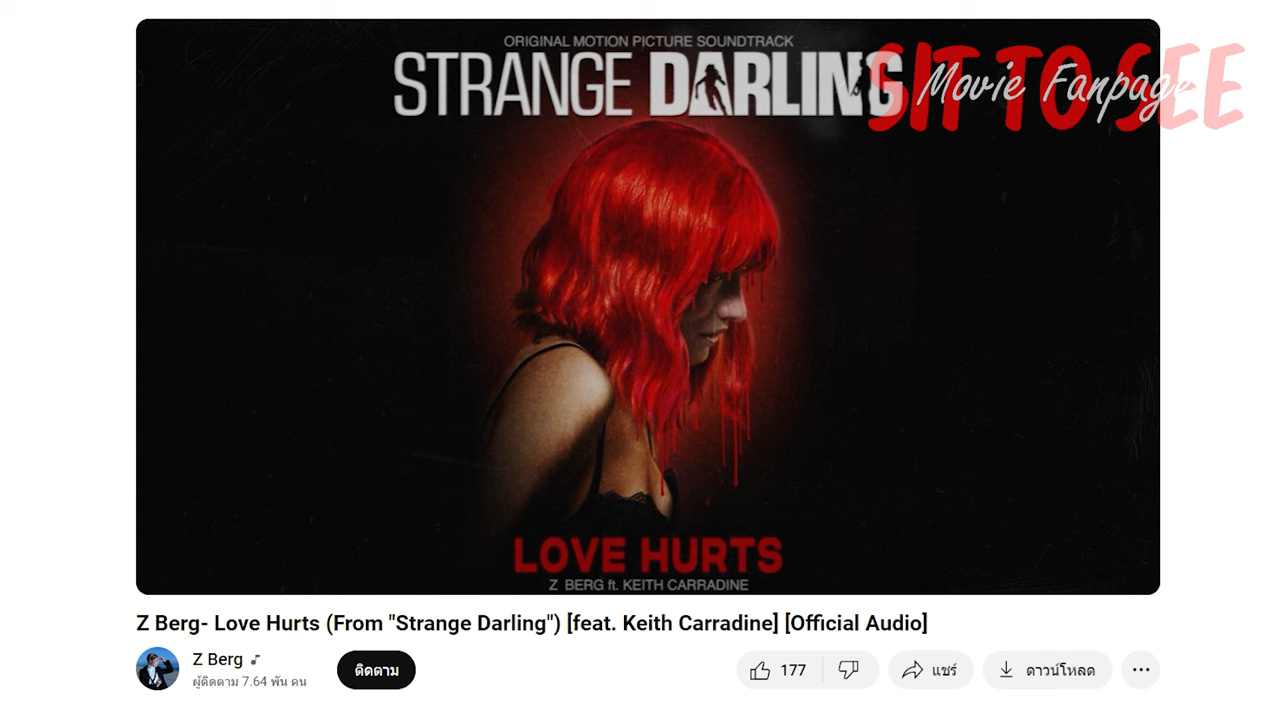 ORIGINAL MOTION PICTURE SOUNDTRACK
STRANGE DARLING
SIT TO SEE
Movie Fanpage
LOVE HURTS
Z BERG ft. KEITH CARRADINE
Z Berg- Love Hurts (From "Strange Darling") [feat. Keith Carradine] [Official Audio]
Z Berg
ผู้ติดตาม 7.64 พัน คน
ติดตาม
177
แชร์
ดาวน์โหลด